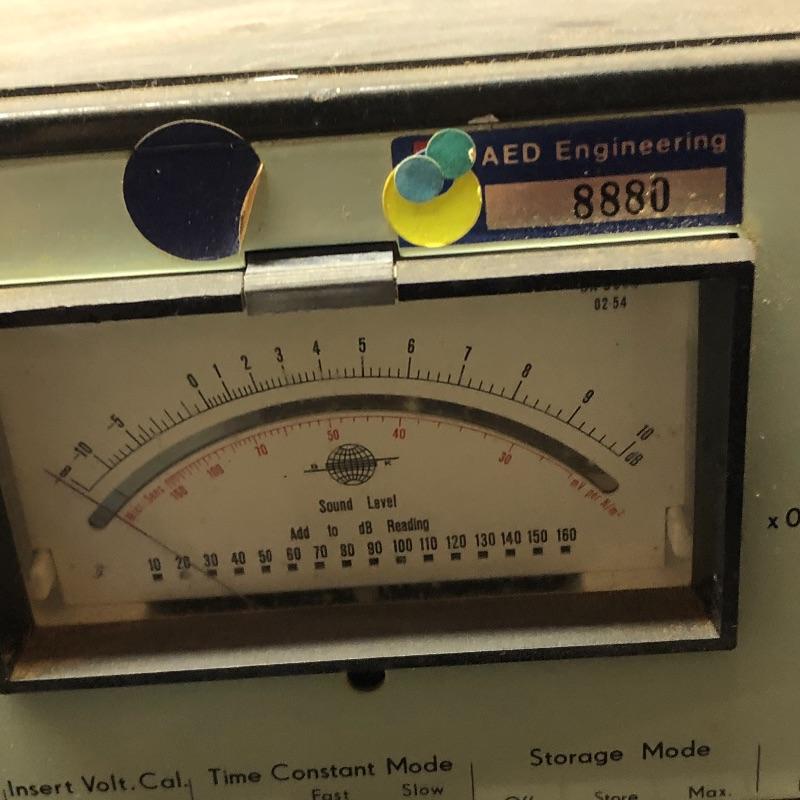 AED Engineering
8880
02-54
∞ -10 -5 0 1 2 3 4 5 6 7 8 9 10
dB
150 100 70 50 40 30 mV per N/m²
B K
Sound Level
Add to dB Reading
10 20 30 40 50 60 70 80 90 100 110 120 130 140 150 160
x 0
Insert Volt. Cal. Time Constant Mode Storage Mode
Fast Slow Off Store Max.